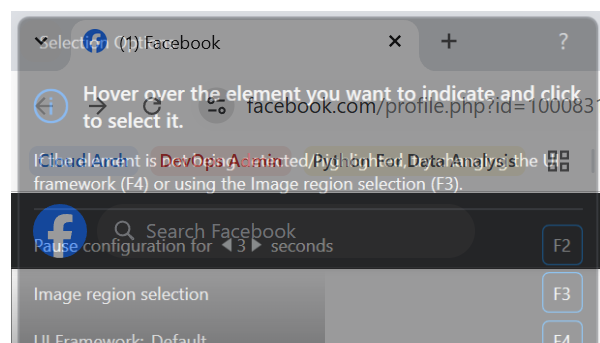 Selection Options
(1) Facebook
?
Hover over the element you want to indicate and click
to select it.
facebook.com/profile.php?id=1000831
Cloud Arch
DevOps Admin
Python For Data Analysis
If the element is not being detected/highlighted, try changing the UI
framework (F4) or using the Image region selection (F3).
Search Facebook
Pause configuration for 3 seconds
F2
Image region selection
F3
UI Framework: Default
F4